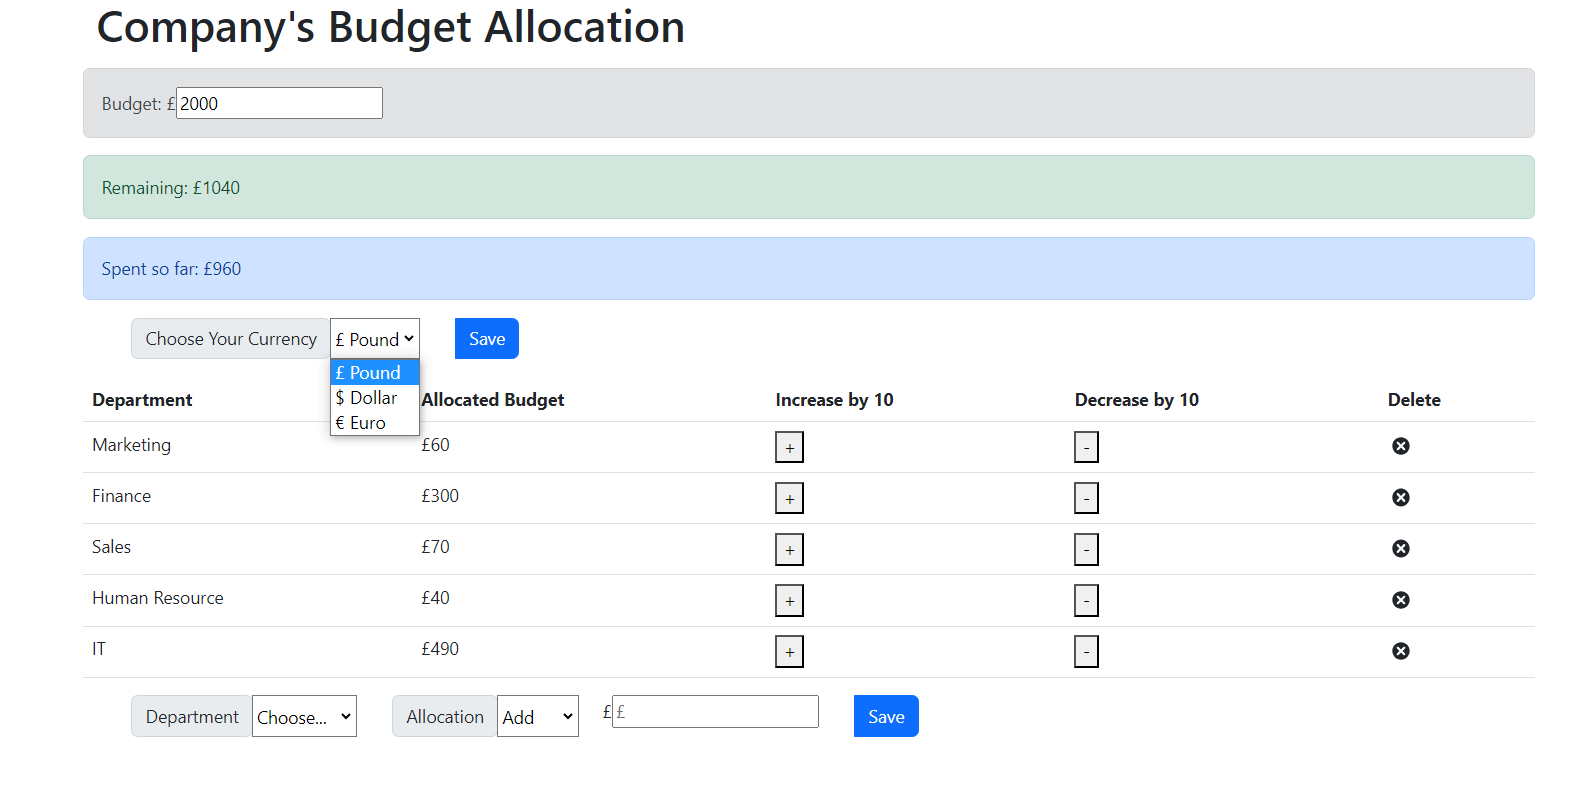 Company's Budget Allocation
Budget: £2000
Remaining: £1040
Spent so far: £960
Choose Your Currency £ Pound Save
£ Pound
$ Dollar
€ Euro
Department Allocated Budget Increase by 10 Decrease by 10 Delete
Marketing £60 + -
Finance £300 + -
Sales £70 + -
Human Resource £40 + -
IT £490 + -
Department Choose... Allocation Add £ £ Save